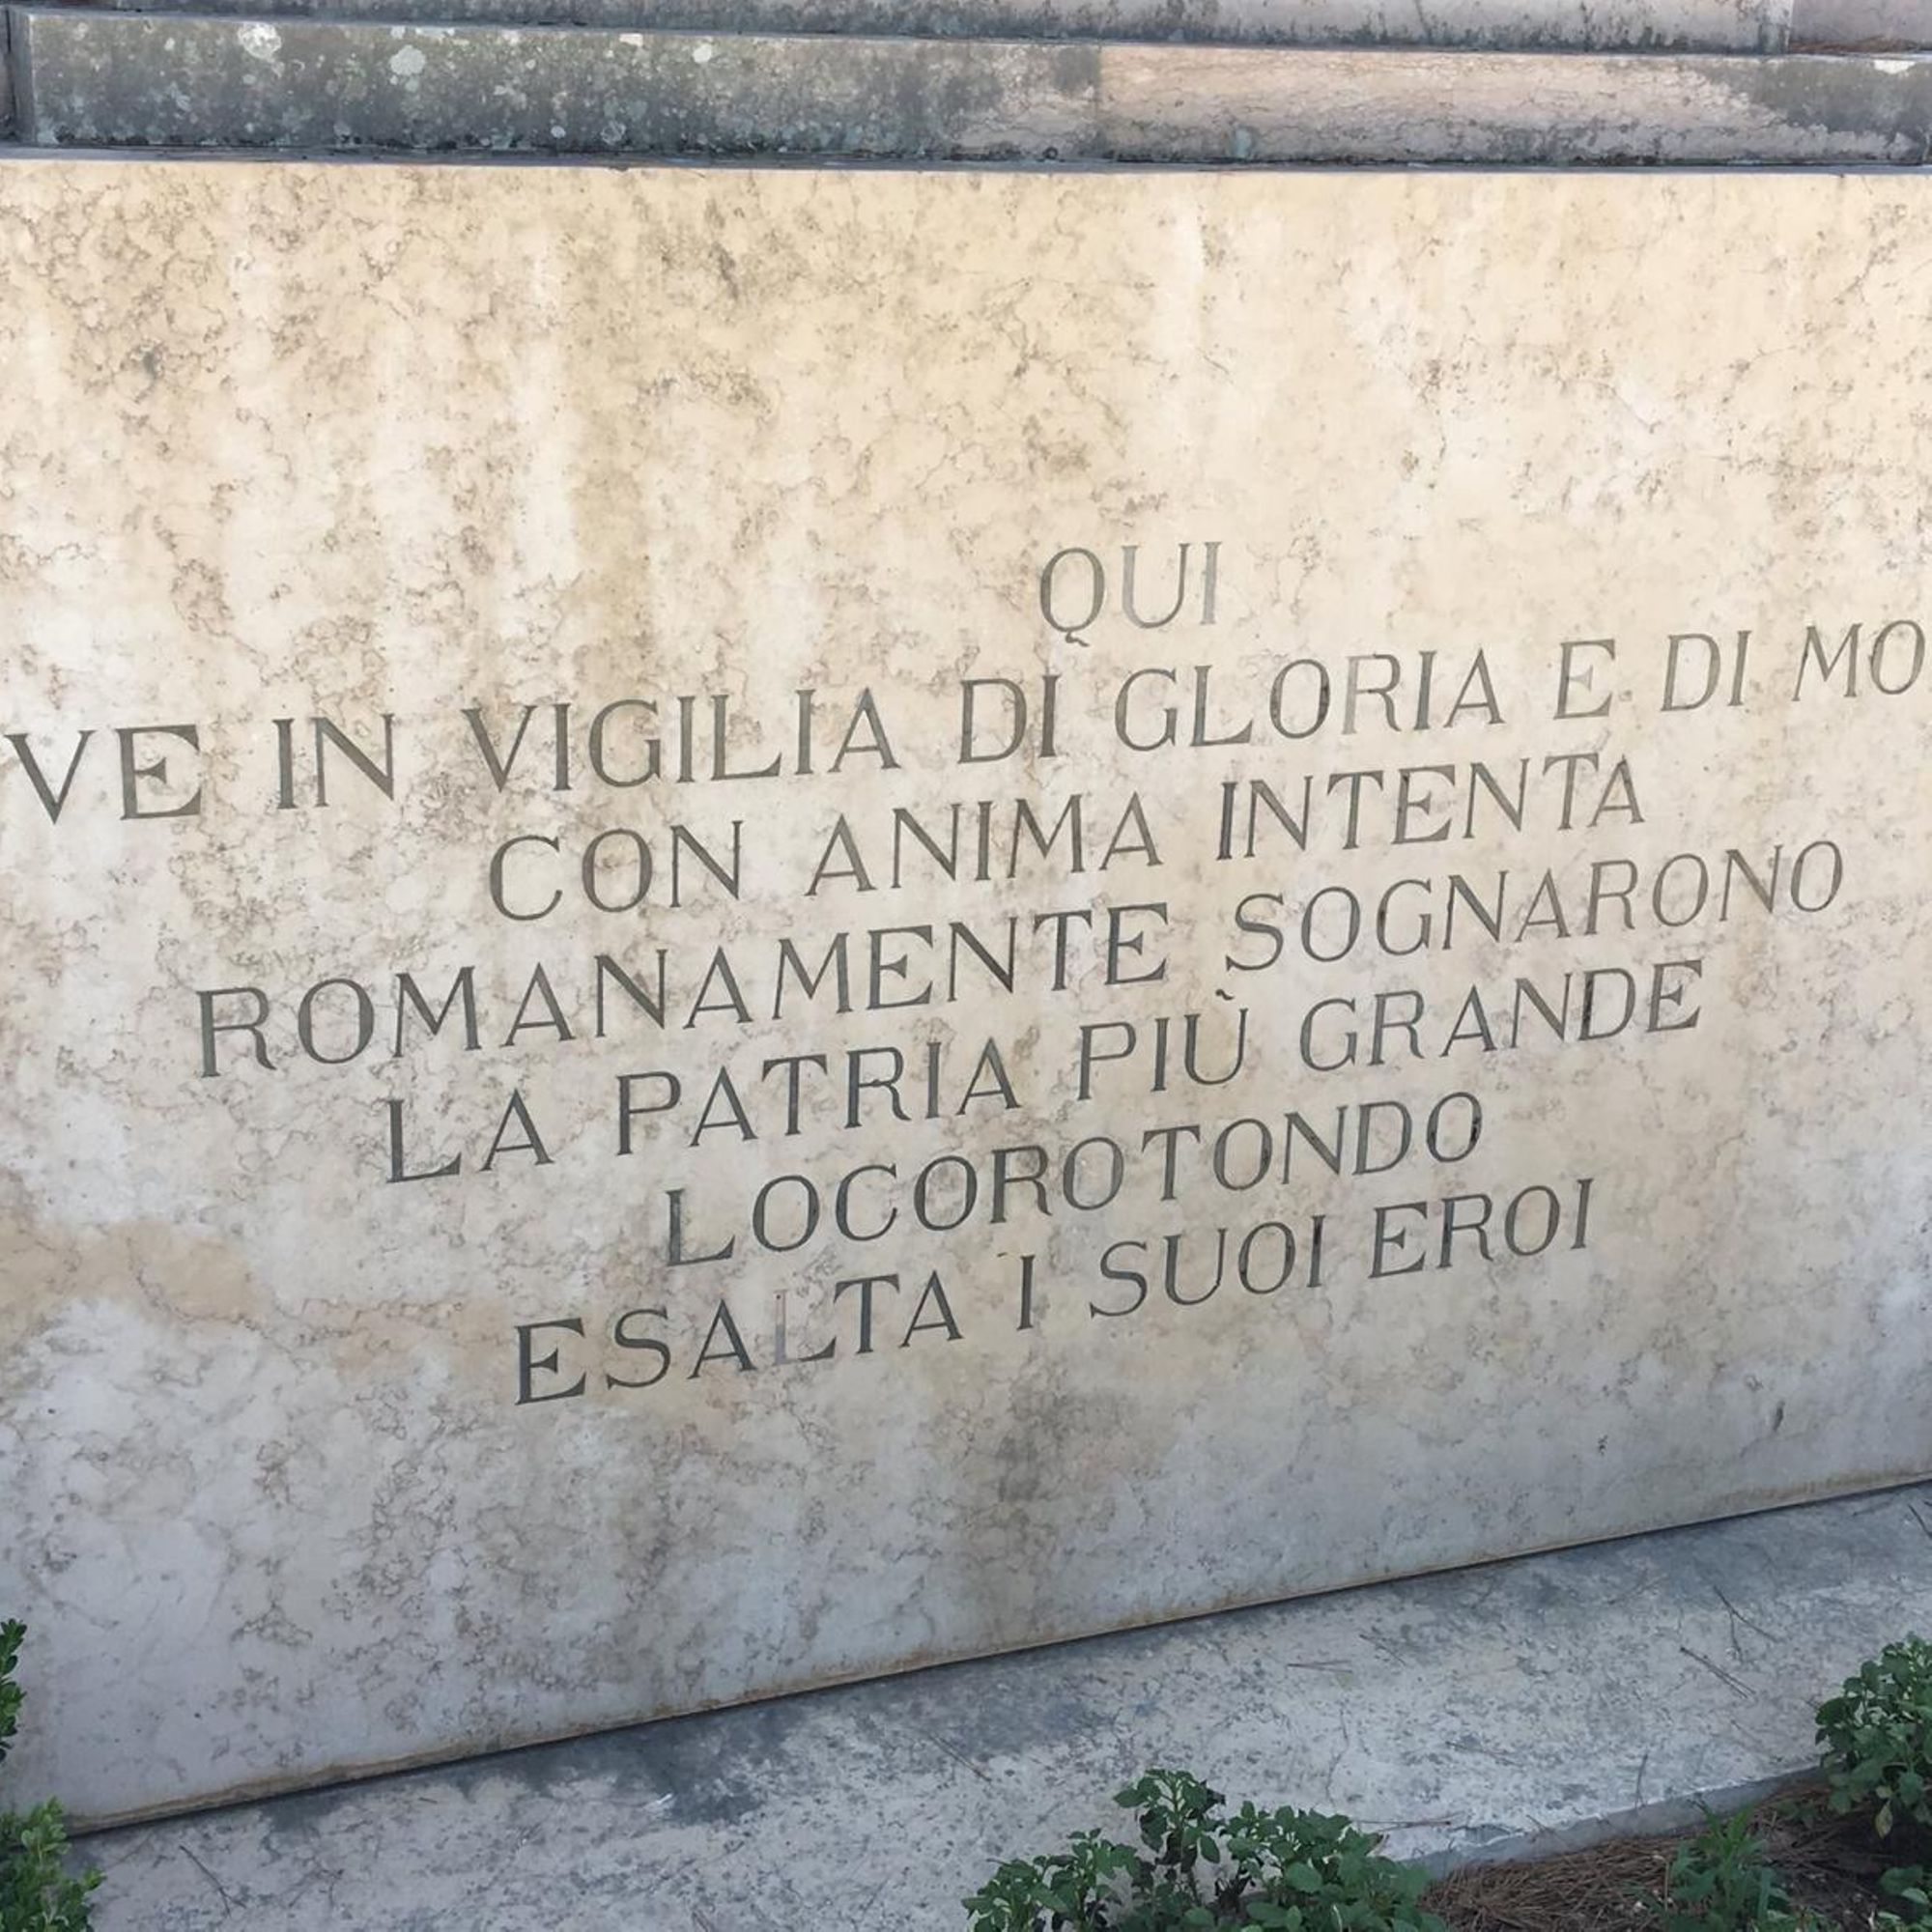 QUI
VE IN VIGILIA DI GLORIA E DI MO
CON ANIMA INTENTA
ROMANAMENTE SOGNARONO
LA PATRIA PIÙ GRANDE
LOCOROTONDO
ESALTA I SUOI EROI